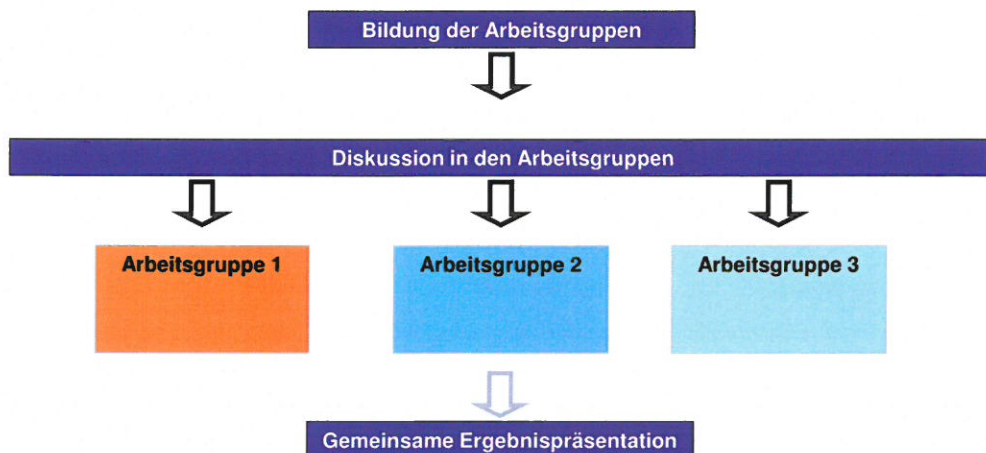 Bildung der Arbeitsgruppen
Diskussion in den Arbeitsgruppen
Arbeitsgruppe 1
Arbeitsgruppe 2
Arbeitsgruppe 3
Gemeinsame Ergebnispräsentation